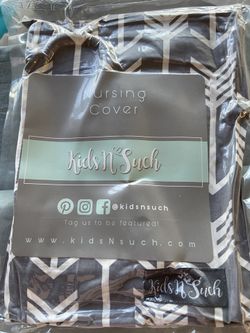 Nursing
Cover
Kids N Such
@kidsnsuch
Tag us to be featured!
www.kidsNsuch.com
Kids N Such